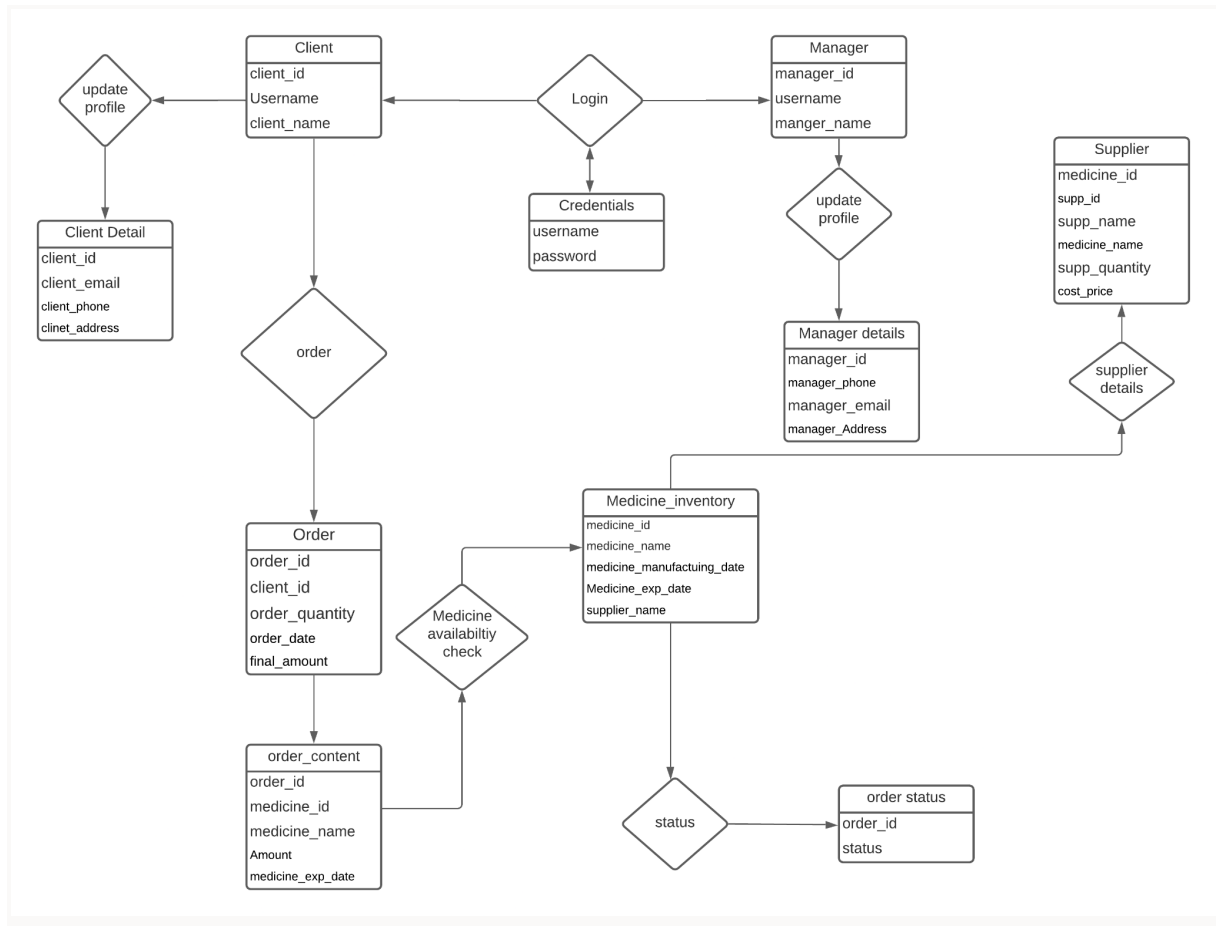 Client
client_id
Username
client_name
update
profile
Login
Manager
manager_id
username
manger_name
Credentials
username
password
update
profile
Supplier
medicine_id
supp_id
supp_name
medicine_name
supp_quantity
cost_price
Client Detail
client_id
client_email
client_phone
clinet_address
order
Manager details
manager_id
manager_phone
manager_email
manager_Address
supplier
details
Order
order_id
client_id
order_quantity
order_date
final_amount
Medicine
availabiltiy
check
Medicine_inventory
medicine_id
medicine_name
medicine_manufactuing_date
Medicine_exp_date
supplier_name
order_content
order_id
medicine_id
medicine_name
Amount
medicine_exp_date
status
order status
order_id
status